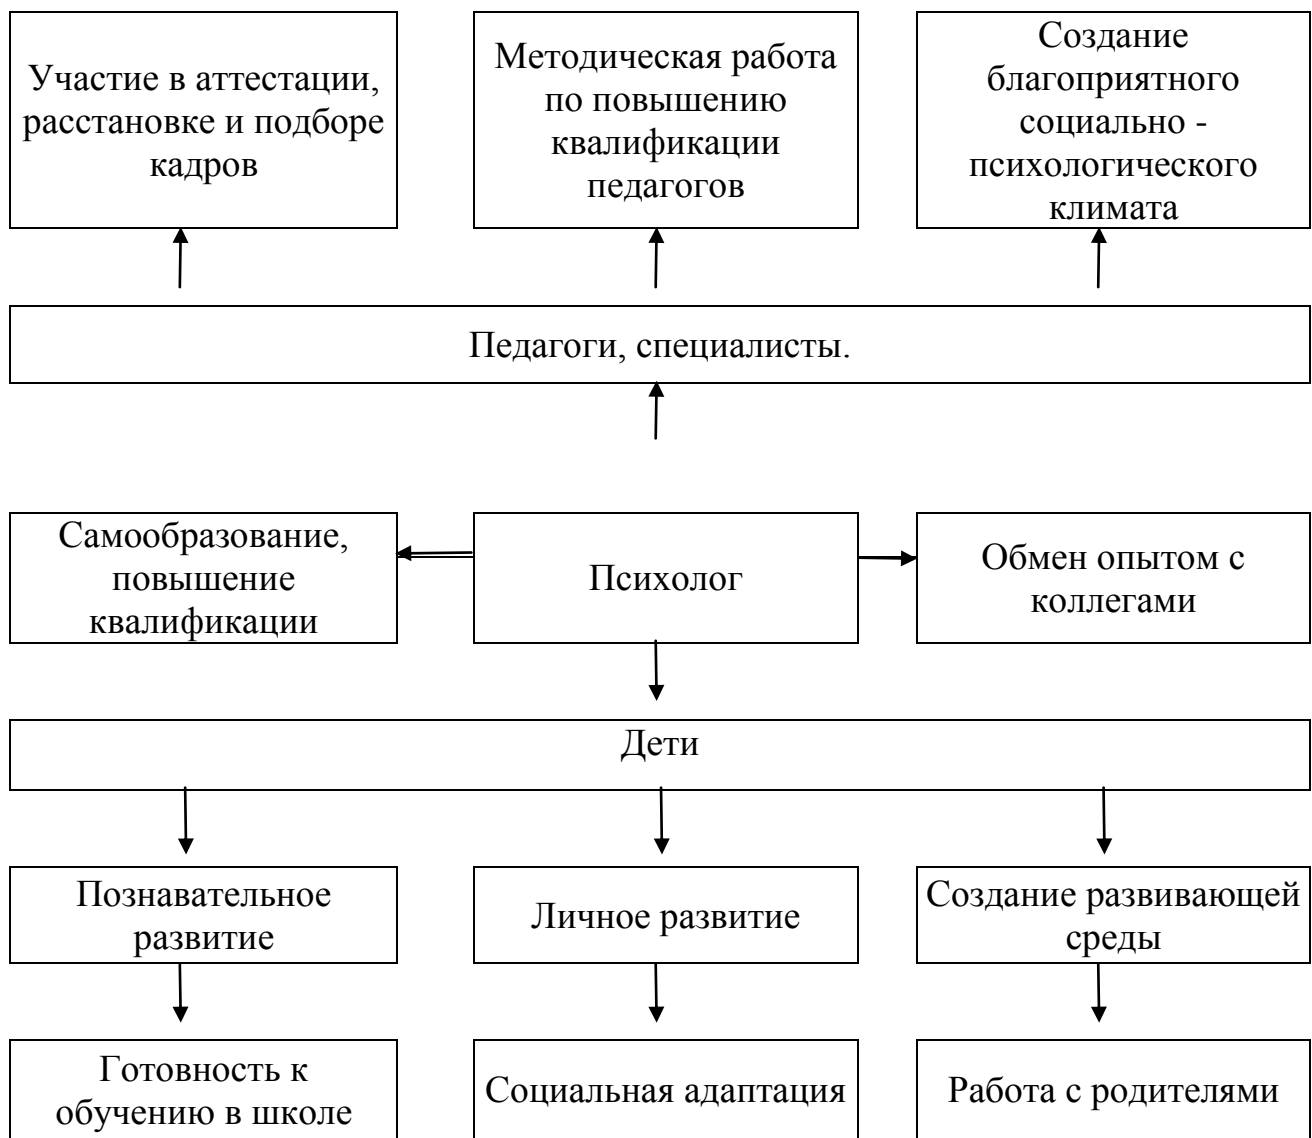 Участие в аттестации,
расстановке и подборе
кадров
Методическая работа
по повышению
квалификации
педагогов
Создание
благоприятного
социально -
психологического
климата
Педагоги, специалисты.
Самообразование,
повышение
квалификации
Психолог
Обмен опытом с
коллегами
Дети
Познавательное
развитие
Личное развитие
Создание развивающей
среды
Готовность к
обучению в школе
Социальная адаптация
Работа с родителями